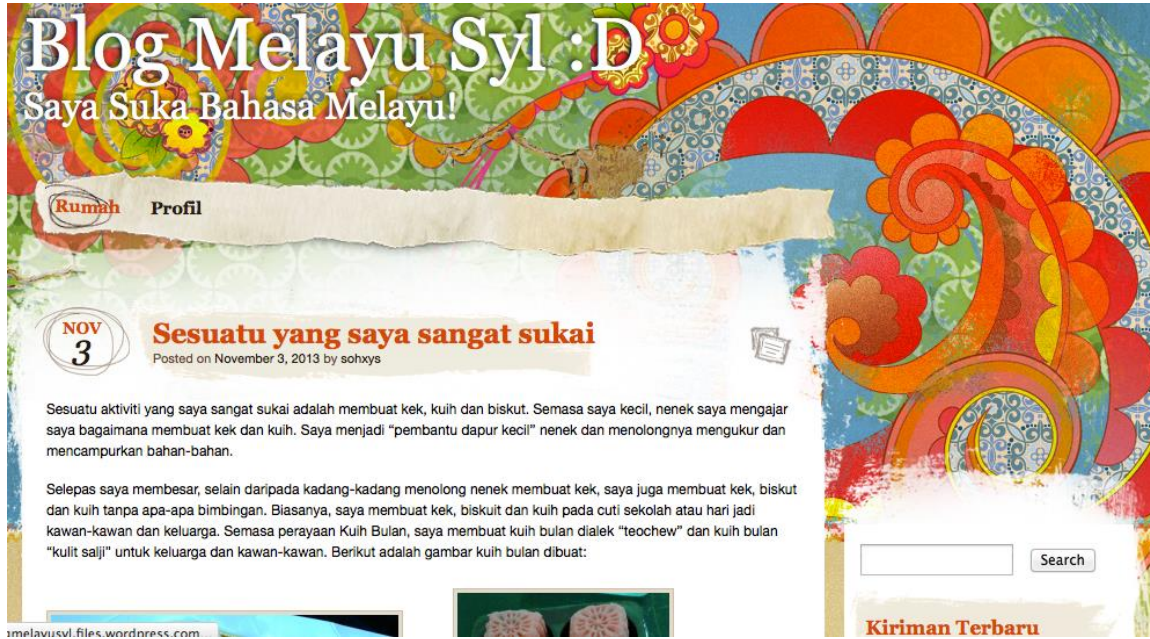 Blog Melayu Syl :D
Saya Suka Bahasa Melayu!
Rumah
Profil
NOV
3
Sesuatu yang saya sangat sukai
Posted on November 3, 2013 by sohxys
Sesuatu aktiviti yang saya sangat sukai adalah membuat kek, kuih dan biskut. Semasa saya kecil, nenek saya mengajar
saya bagaimana membuat kek dan kuih. Saya menjadi “pembantu dapur kecil” nenek dan menolongnya mengukur dan
mencampurkan bahan-bahan.
Selepas saya membesar, selain daripada kadang-kadang menolong nenek membuat kek, saya juga membuat kek, biskut
dan kuih tanpa apa-apa bimbingan. Biasanya, saya membuat kek, biskuit dan kuih pada cuti sekolah atau hari jadi
kawan-kawan dan keluarga. Semasa perayaan Kuih Bulan, saya membuat kuih bulan dialek “teochew” dan kuih bulan
“kulit salji” untuk keluarga dan kawan-kawan. Berikut adalah gambar kuih bulan dibuat:
Search
Kiriman Terbaru
amelayusyl.files.wordpress.com...